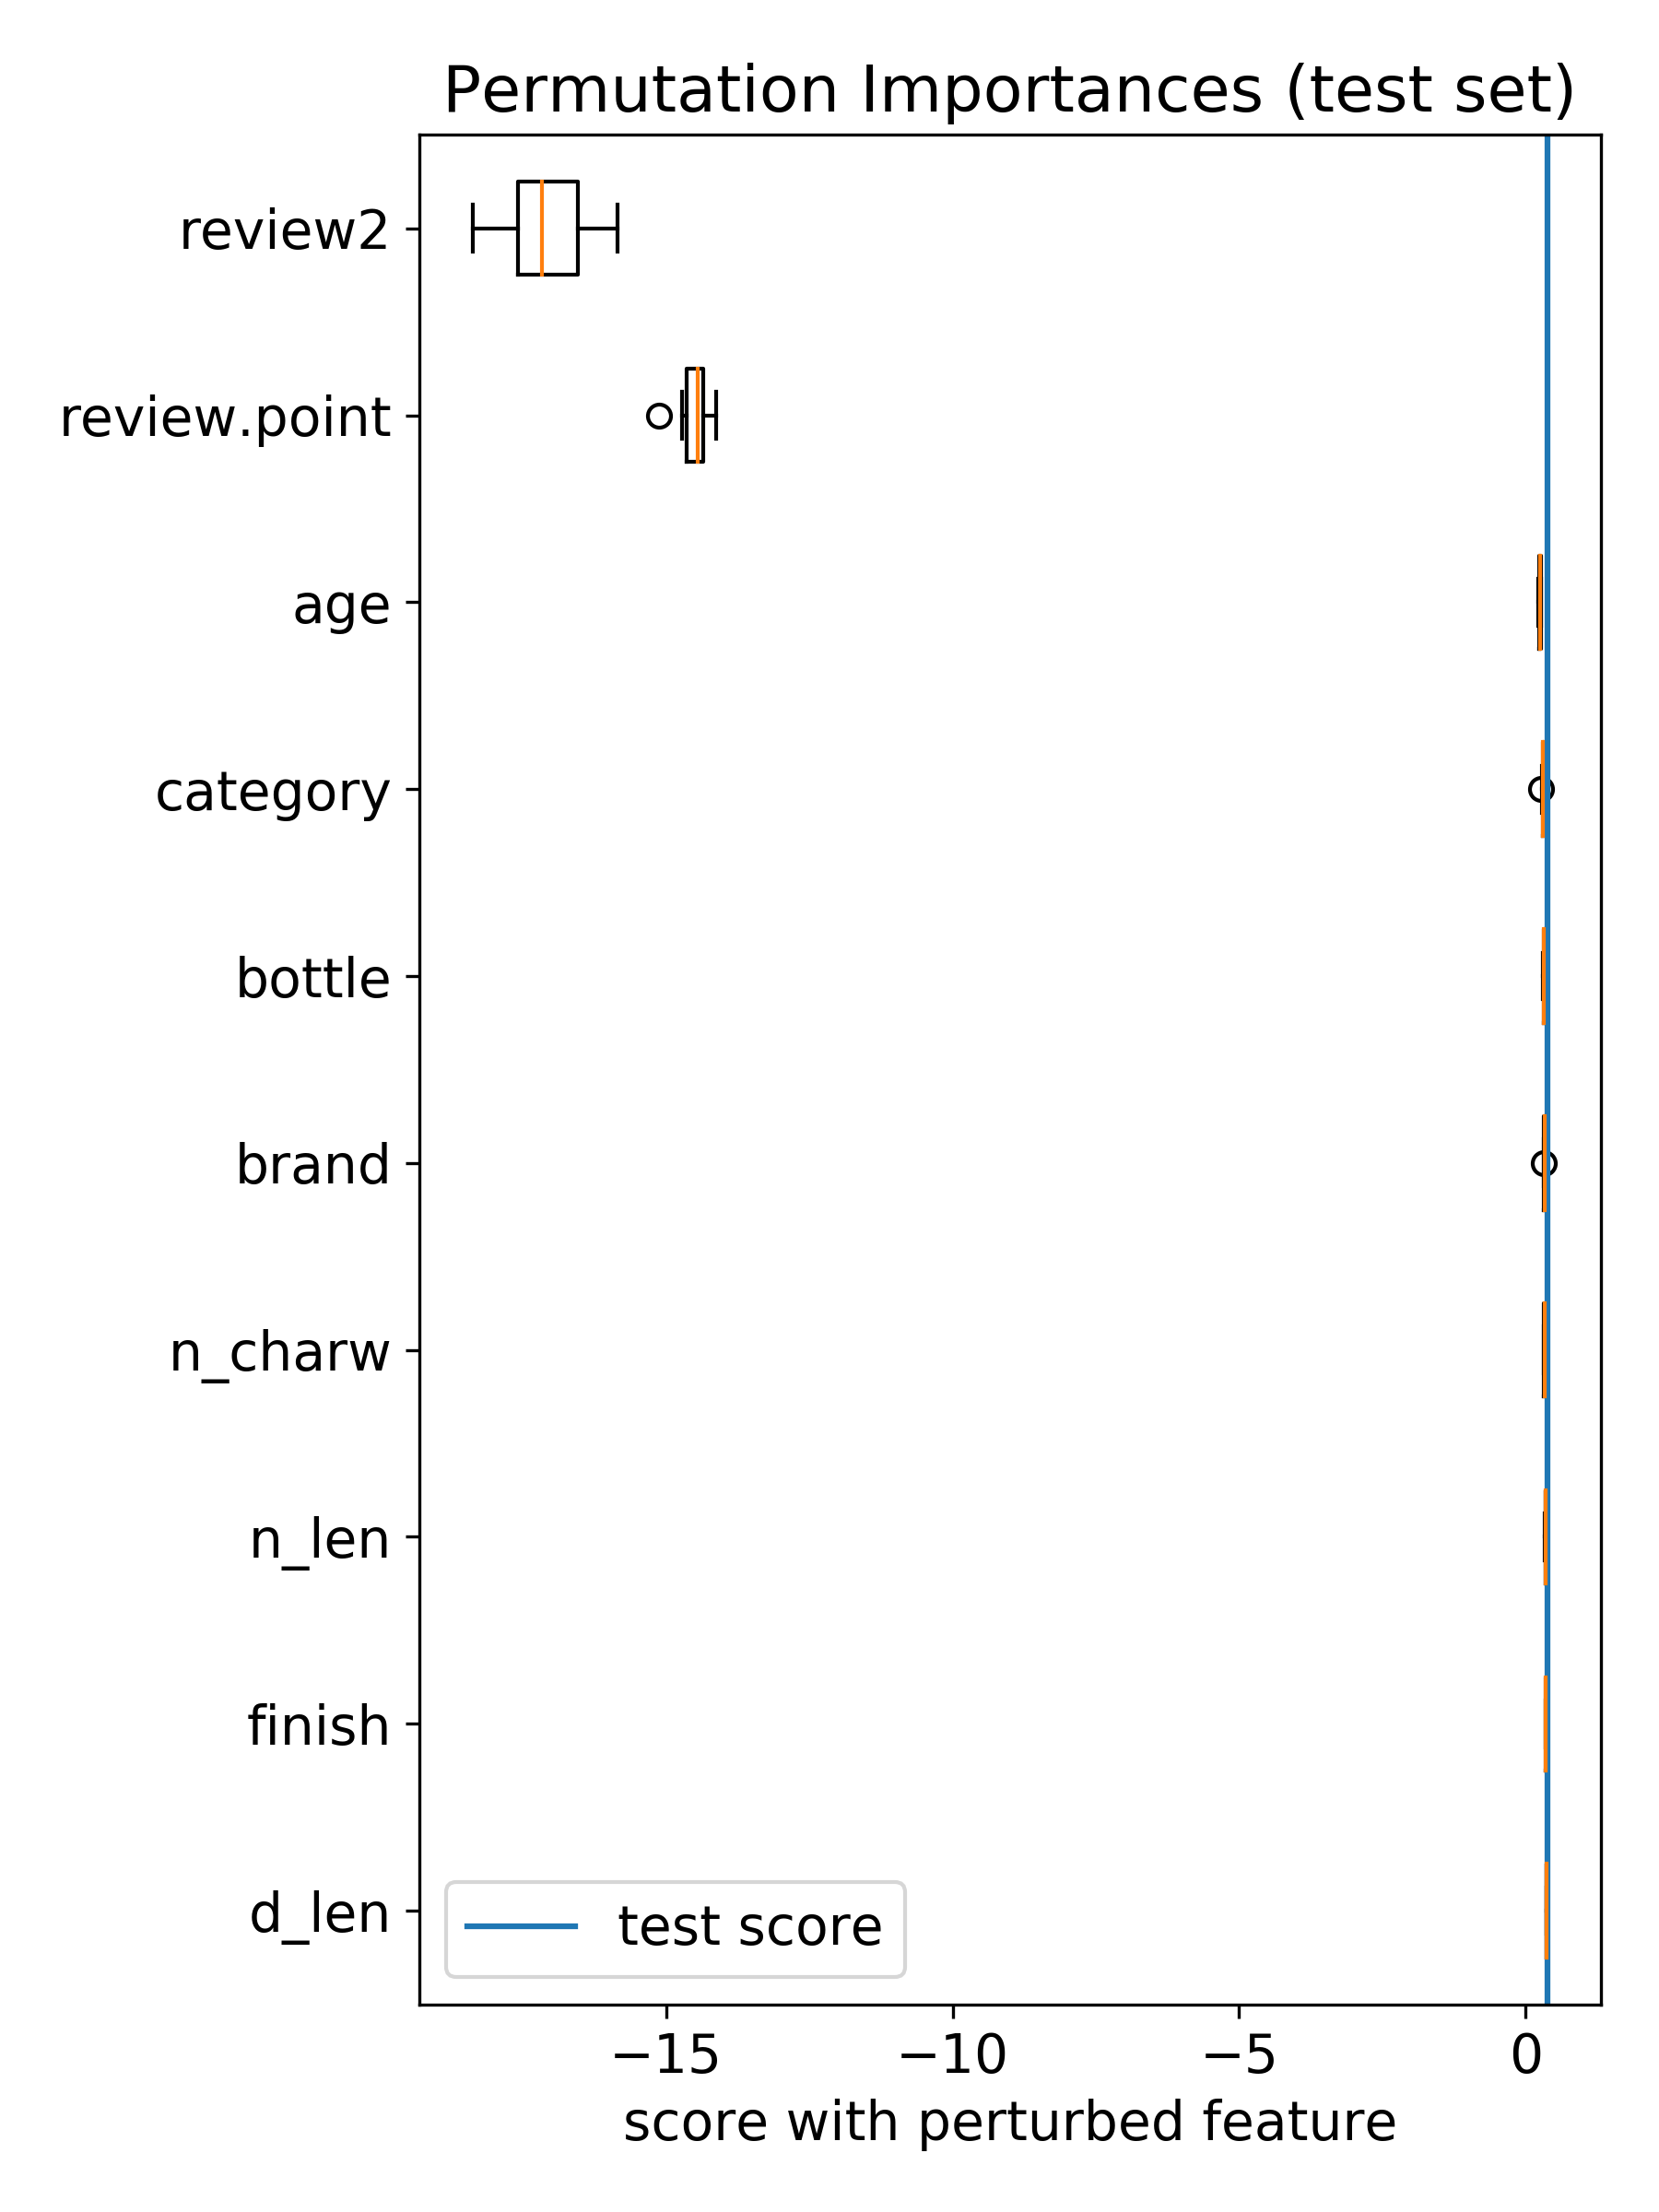 Permutation Importances (test set)
review2
review.point
age
category
bottle
brand
n_charw
n_len
finish
d_len
test score
−15
−10
−5
0
score with perturbed feature